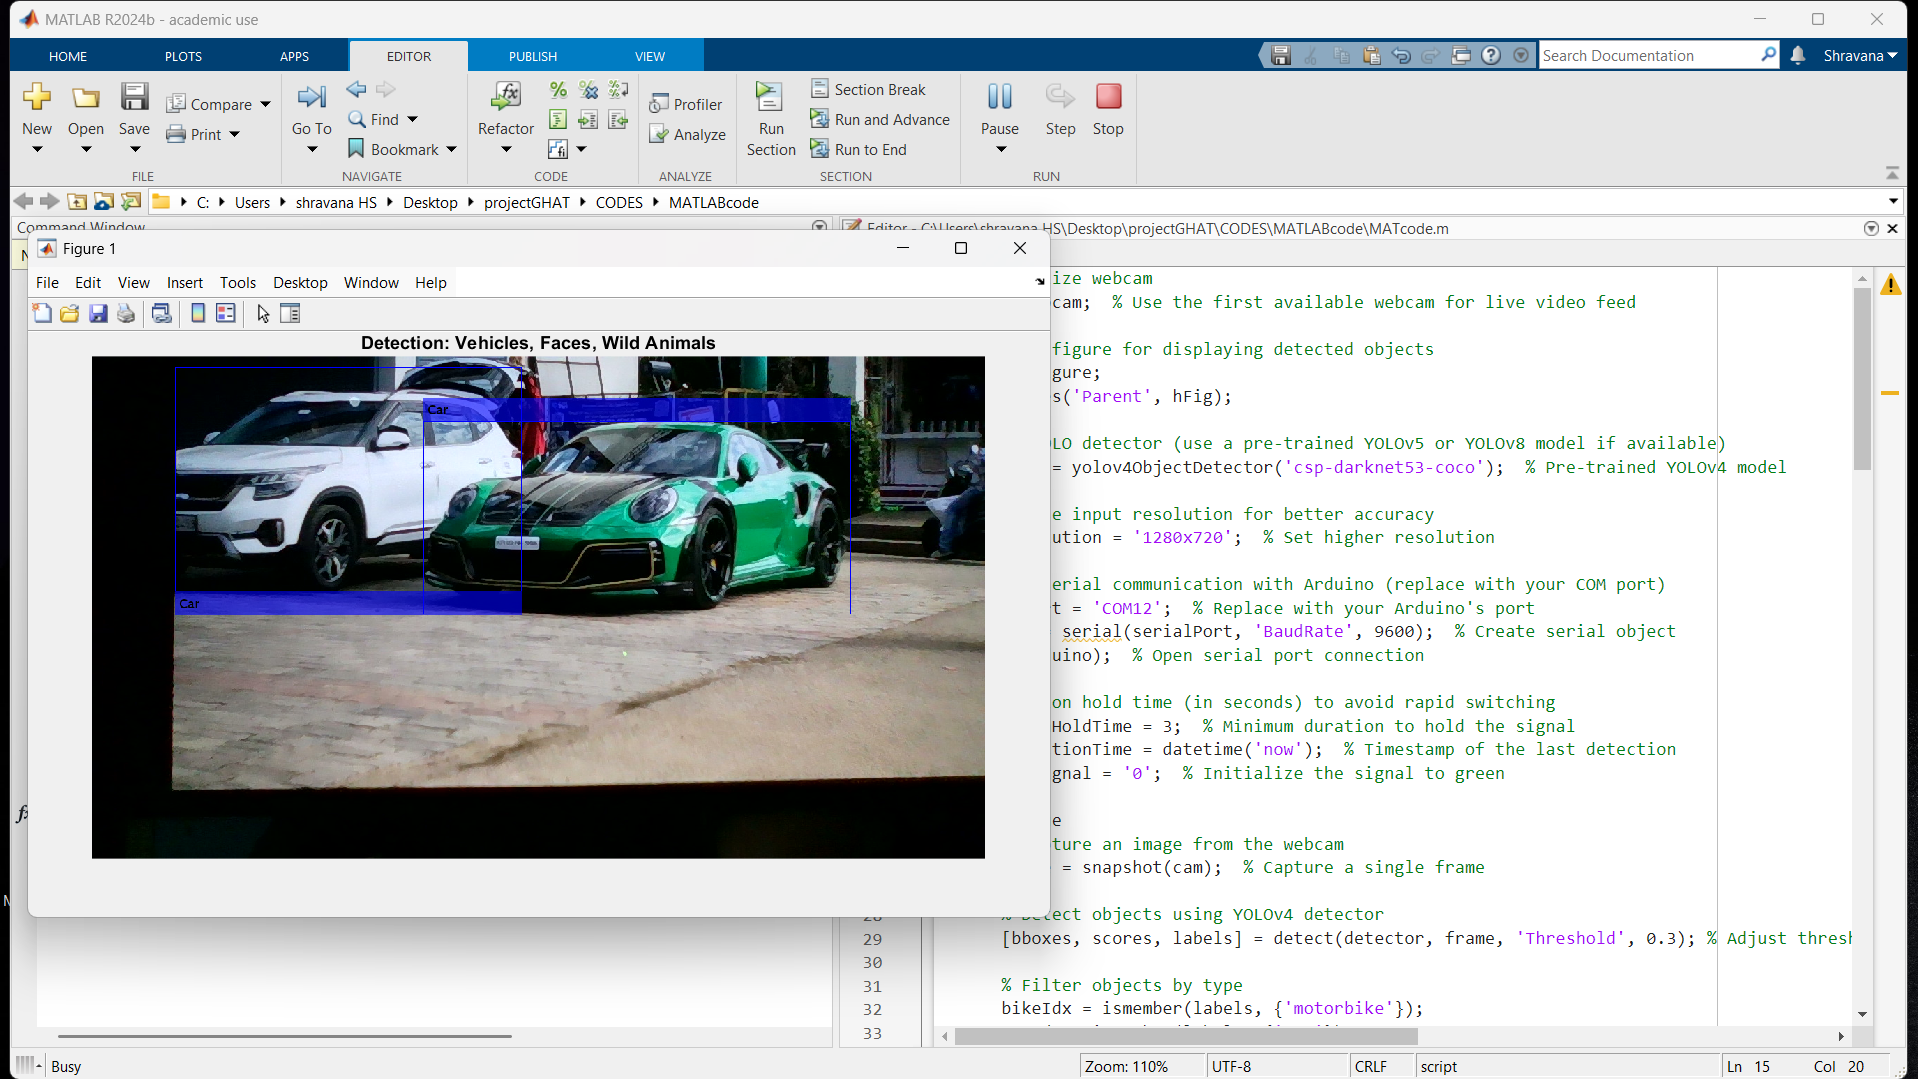 MATLAB R2024b - academic use
HOME PLOTS APPS EDITOR PUBLISH VIEW
Search Documentation
Shravana
New Open Save Compare Print
FILE
Go To Find Bookmark
NAVIGATE
Refactor
CODE
Profiler Analyze
ANALYZE
Run Section Section Break Run and Advance Run to End
SECTION
Pause Step Stop
RUN
C: Users shravana HS Desktop projectGHAT CODES MATLABcode
Command Window
Editor - C:\Users\shravana HS\Desktop\projectGHAT\CODES\MATLABcode\MATcode.m
Figure 1
File Edit View Insert Tools Desktop Window Help
Detection: Vehicles, Faces, Wild Animals
Car
Car
ize webcam
cam; % Use the first available webcam for live video feed
figure for displaying detected objects
gure;
es('Parent', hFig);
LO detector (use a pre-trained YOLOv5 or YOLOv8 model if available)
= yolov4ObjectDetector('csp-darknet53-coco'); % Pre-trained YOLOv4 model
e input resolution for better accuracy
ution = '1280x720'; % Set higher resolution
erial communication with Arduino (replace with your COM port)
t = 'COM12'; % Replace with your Arduino's port
serial(serialPort, 'BaudRate', 9600); % Create serial object
uino); % Open serial port connection
on hold time (in seconds) to avoid rapid switching
HoldTime = 3; % Minimum duration to hold the signal
tionTime = datetime('now'); % Timestamp of the last detection
gnal = '0'; % Initialize the signal to green
e
ture an image from the webcam
= snapshot(cam); % Capture a single frame
28 % Detect objects using YOLOv4 detector
29 [bboxes, scores, labels] = detect(detector, frame, 'Threshold', 0.3); % Adjust thresh
30
31 % Filter objects by type
32 bikeIdx = ismember(labels, {'motorbike'});
33
Busy
Zoom: 110% UTF-8 CRLF script Ln 15 Col 20